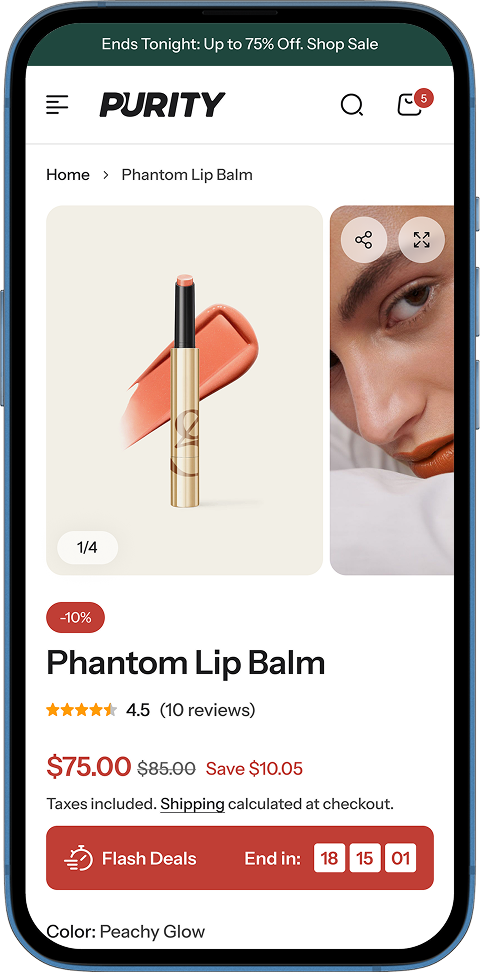 Ends Tonight: Up to 75% Off. Shop Sale
PURITY
5
Home > Phantom Lip Balm
1/4
-10%
Phantom Lip Balm
4.5 (10 reviews)
$75.00 $85.00 Save $10.05
Taxes included. Shipping calculated at checkout.
Flash Deals End in: 18 15 01
Color: Peachy Glow